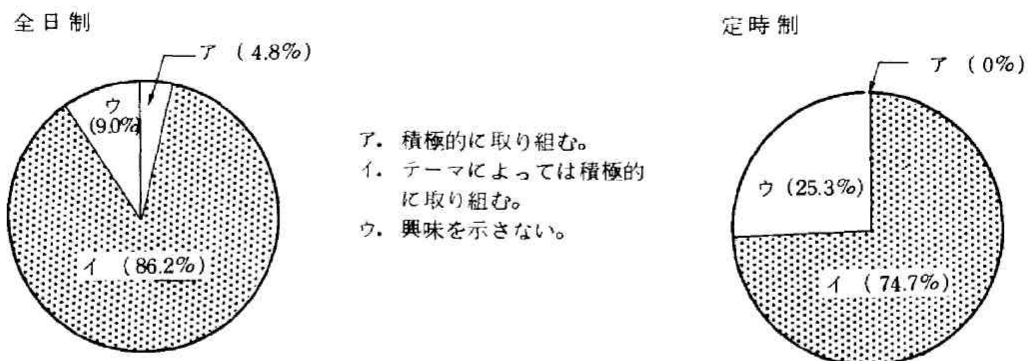 全日制
ア (4.8%)
ウ
(9.0%)
イ (86.2%)
ア. 積極的に取り組む。
イ. テーマによっては積極的
に取り組む。
ウ. 興味を示さない。
定時制
ア (0%)
ウ (25.3%)
イ (74.7%)